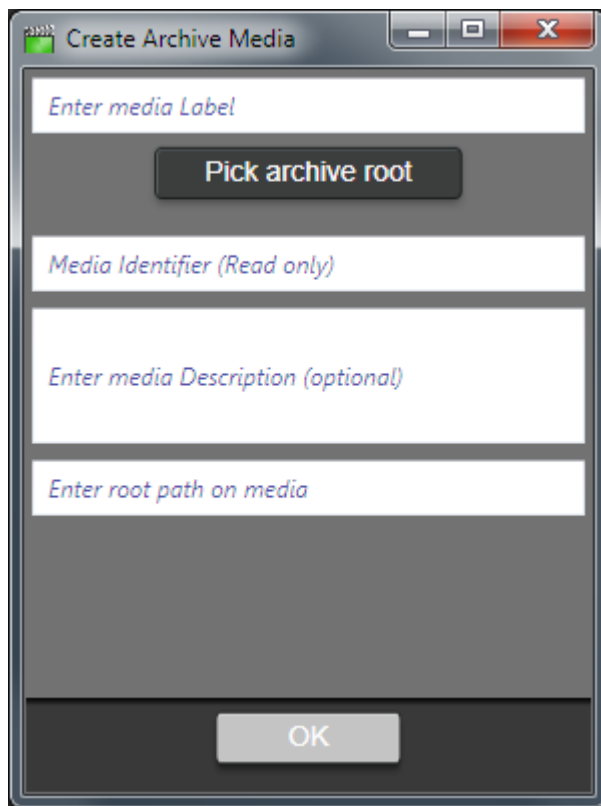 Create Archive Media
Enter media Label
Pick archive root
Media Identifier (Read only)
Enter media Description (optional)
Enter root path on media
OK